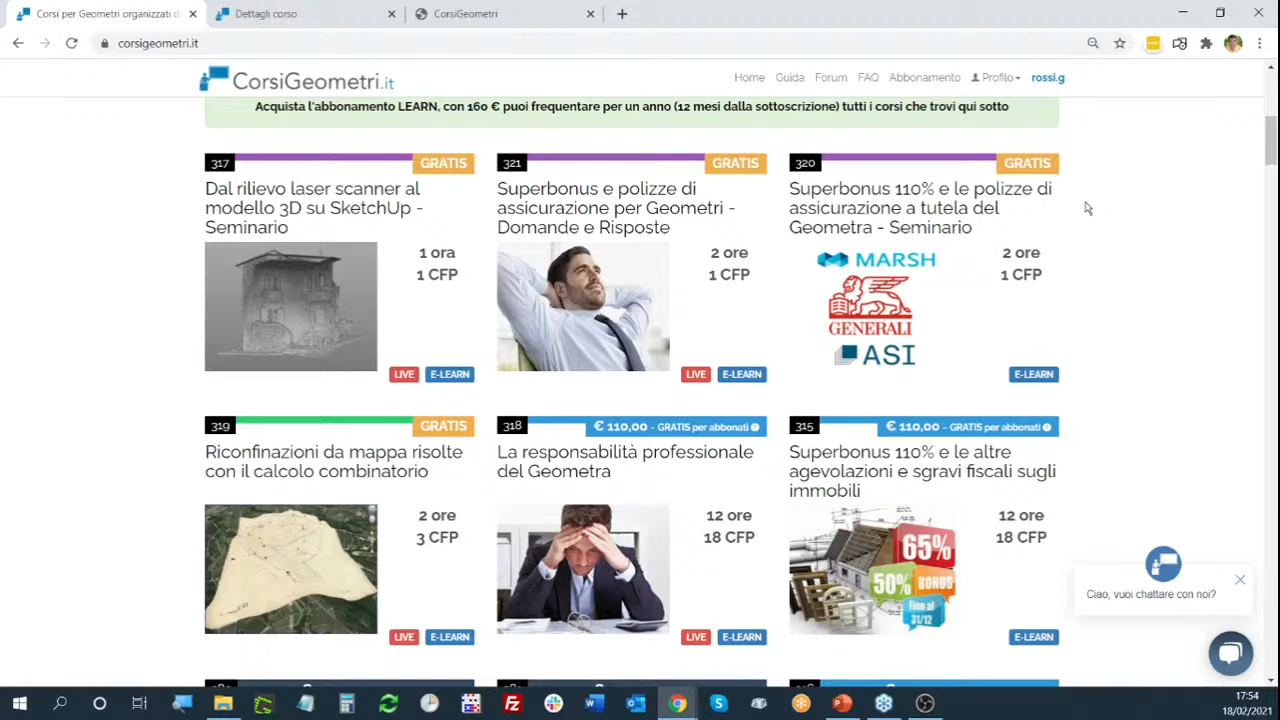 Corsi per Geometri organizzati d
Dettagli corso
CorsiGeometri
corsigeometri.it
CorsiGeometri.it
Home
Guida
Forum
FAQ
Abbonamento
Profilo
rossi.g
Acquista l'abbonamento LEARN, con 160 € puoi frequentare per un anno (12 mesi dalla sottoscrizione) tutti i corsi che trovi qui sotto
317
GRATIS
Dal rilievo laser scanner al
modello 3D su SketchUp -
Seminario
1 ora
1 CFP
LIVE
E-LEARN
321
GRATIS
Superbonus e polizze di
assicurazione per Geometri -
Domande e Risposte
2 ore
1 CFP
LIVE
E-LEARN
320
GRATIS
Superbonus 110% e le polizze di
assicurazione a tutela del
Geometra - Seminario
MARSH
GENERALI
ASI
2 ore
1 CFP
E-LEARN
319
GRATIS
Riconfinazioni da mappa risolte
con il calcolo combinatorio
2 ore
3 CFP
LIVE
E-LEARN
318
€ 110,00 - GRATIS per abbonati
La responsabilità professionale
del Geometra
12 ore
18 CFP
LIVE
E-LEARN
315
€ 110,00 - GRATIS per abbonati
Superbonus 110% e le altre
agevolazioni e sgravi fiscali sugli
immobili
65%
50%
BONUS
Fino al
31/12
12 ore
18 CFP
E-LEARN
Ciao, vuoi chattare con noi?
17:54
18/02/2021